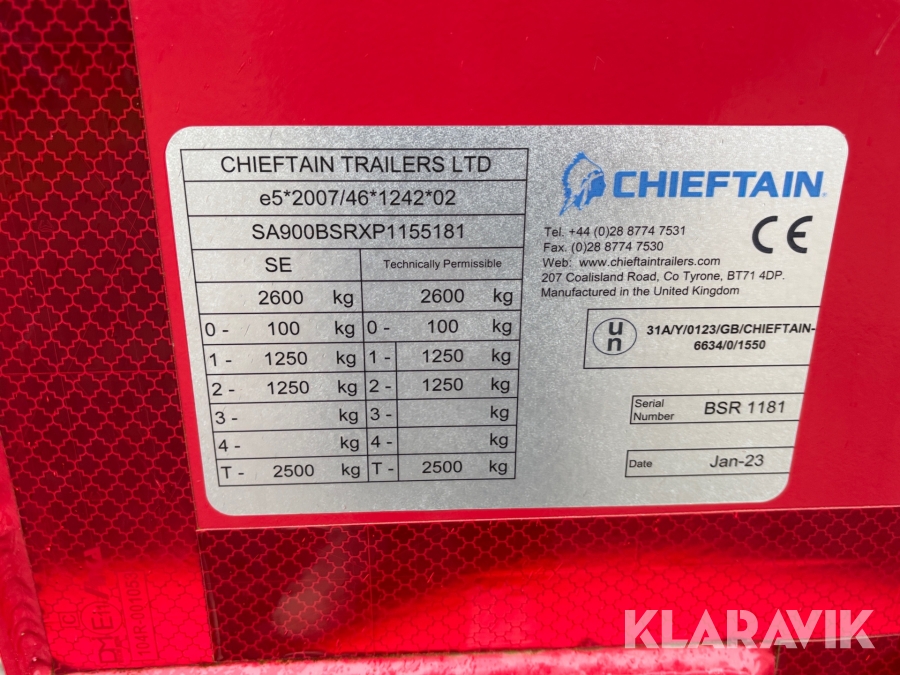 CHIEFTAIN TRAILERS LTD
e5*2007/46*1242*02
SA900BSRXP1155181
SE Technically Permissible
2600 kg 2600 kg
0- 100 kg 0- 100 kg
1- 1250 kg 1- 1250 kg
2- 1250 kg 2- 1250 kg
3- kg 3- kg
4- kg 4- kg
T- 2500 kg T- 2500 kg
CHIEFTAIN
Tel. +44 (0)28 8774 7531
Fax. (0)28 8774 7530
Web: www.chieftaintrailers.com
207 Coalisland Road, Co Tyrone, BT71 4DP.
Manufactured in the United Kingdom
CE
un
31A/Y/0123/GB/CHIEFTAIN-
6634/0/1550
Serial Number BSR 1181
Date Jan-23
KLARAVIK